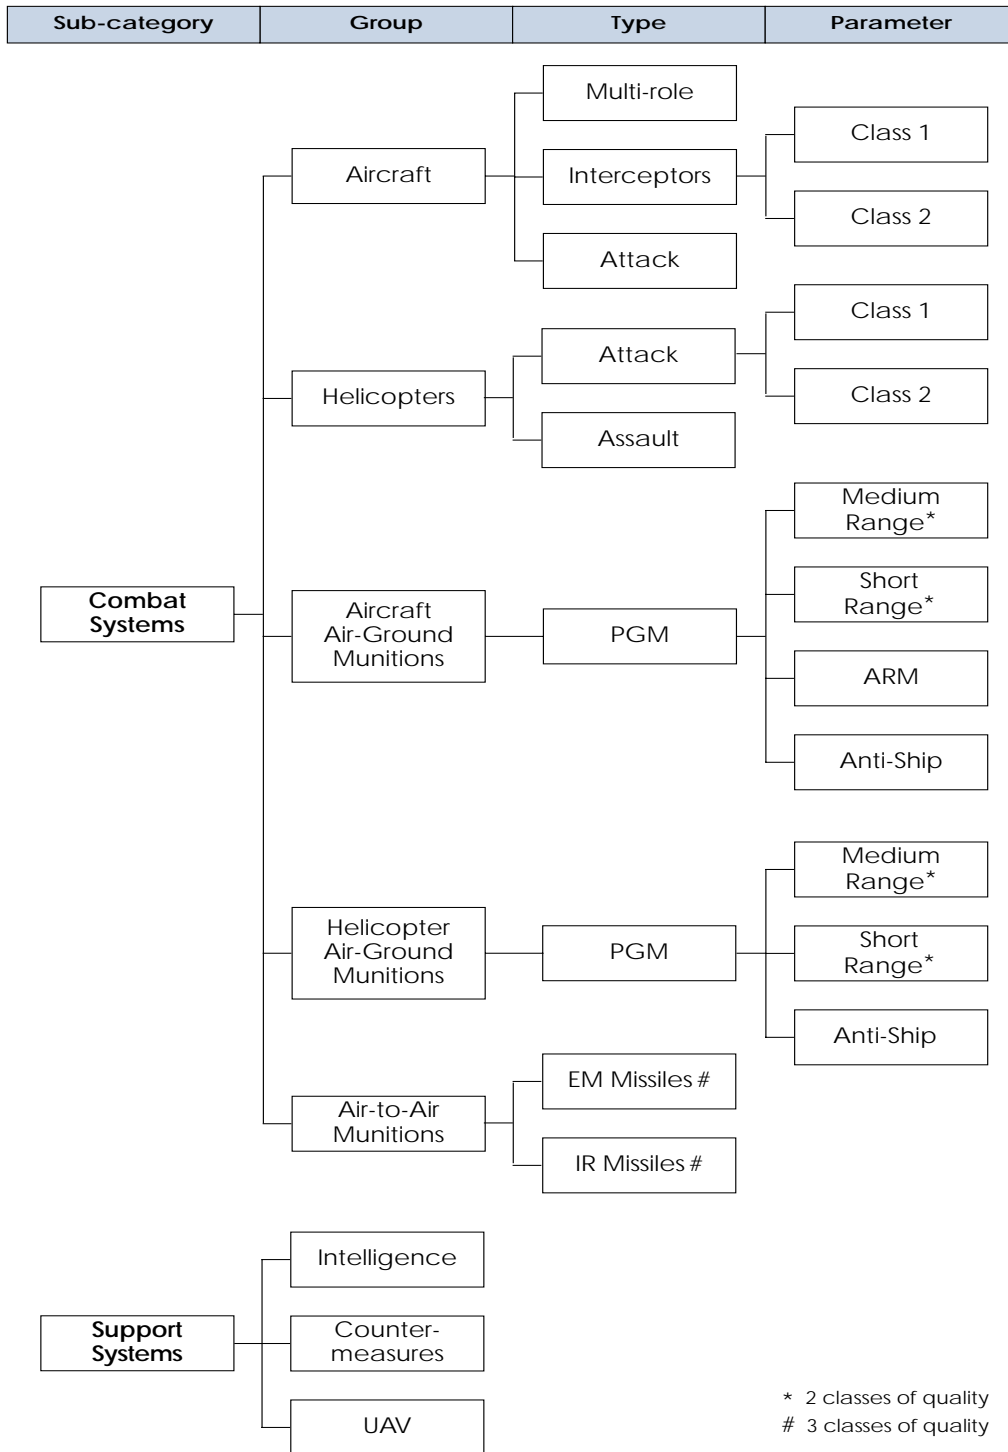 Sub-category Group Type Parameter
Multi-role
Class 1
Aircraft
Interceptors
Class 2
Attack
Class 1
Attack
Helicopters
Class 2
Assault
Medium
Range*
Short
Range*
Combat
Systems
Aircraft
Air-Ground
Munitions
PGM
ARM
Anti-Ship
Medium
Range*
Helicopter
Air-Ground
Munitions
PGM
Short
Range*
Anti-Ship
EM Missiles #
Air-to-Air
Munitions
IR Missiles #
Intelligence
Support
Systems
Counter-
measures
UAV
* 2 classes of quality
# 3 classes of quality